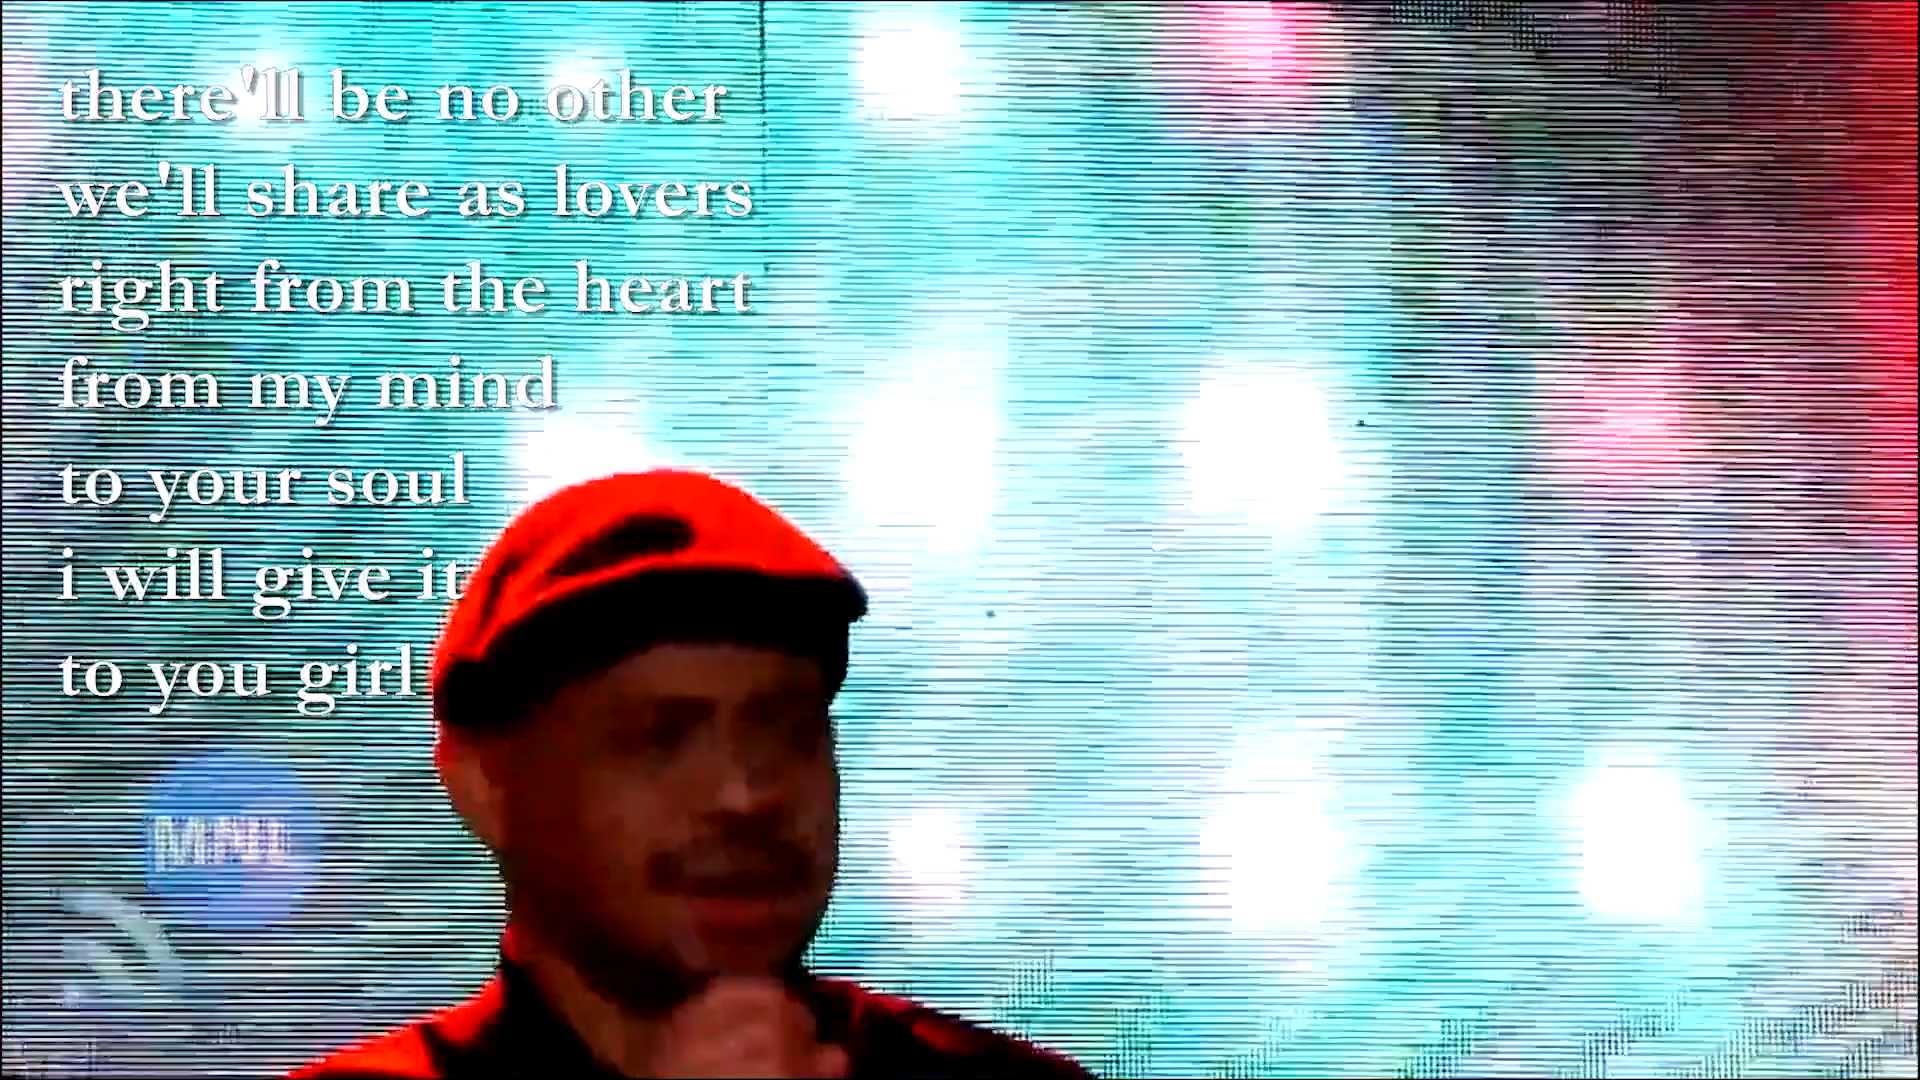 there'll be no other
we'll share as lovers
right from the heart
from my mind
to your soul
i will give it
to you girl